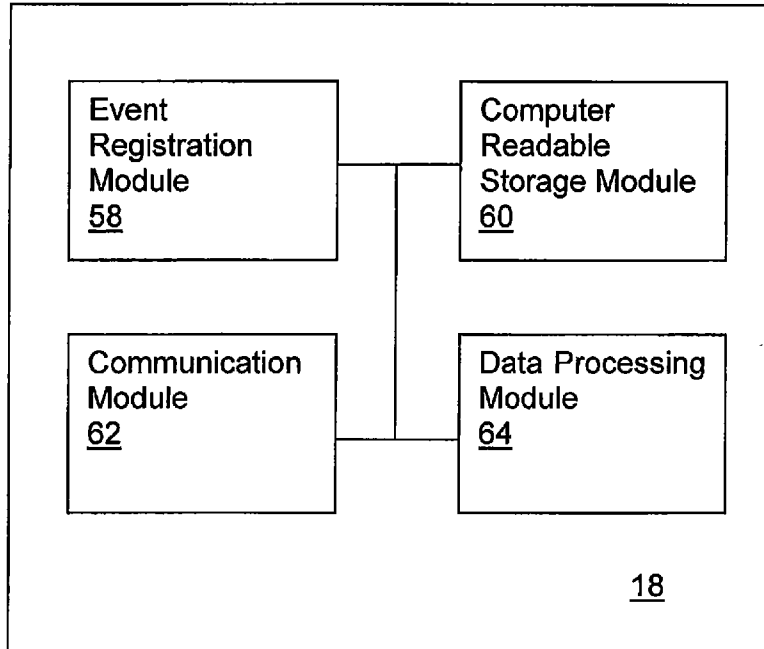 Event
Registration
Module
58
Computer
Readable
Storage Module
60
Communication
Module
62
Data Processing
Module
64
18